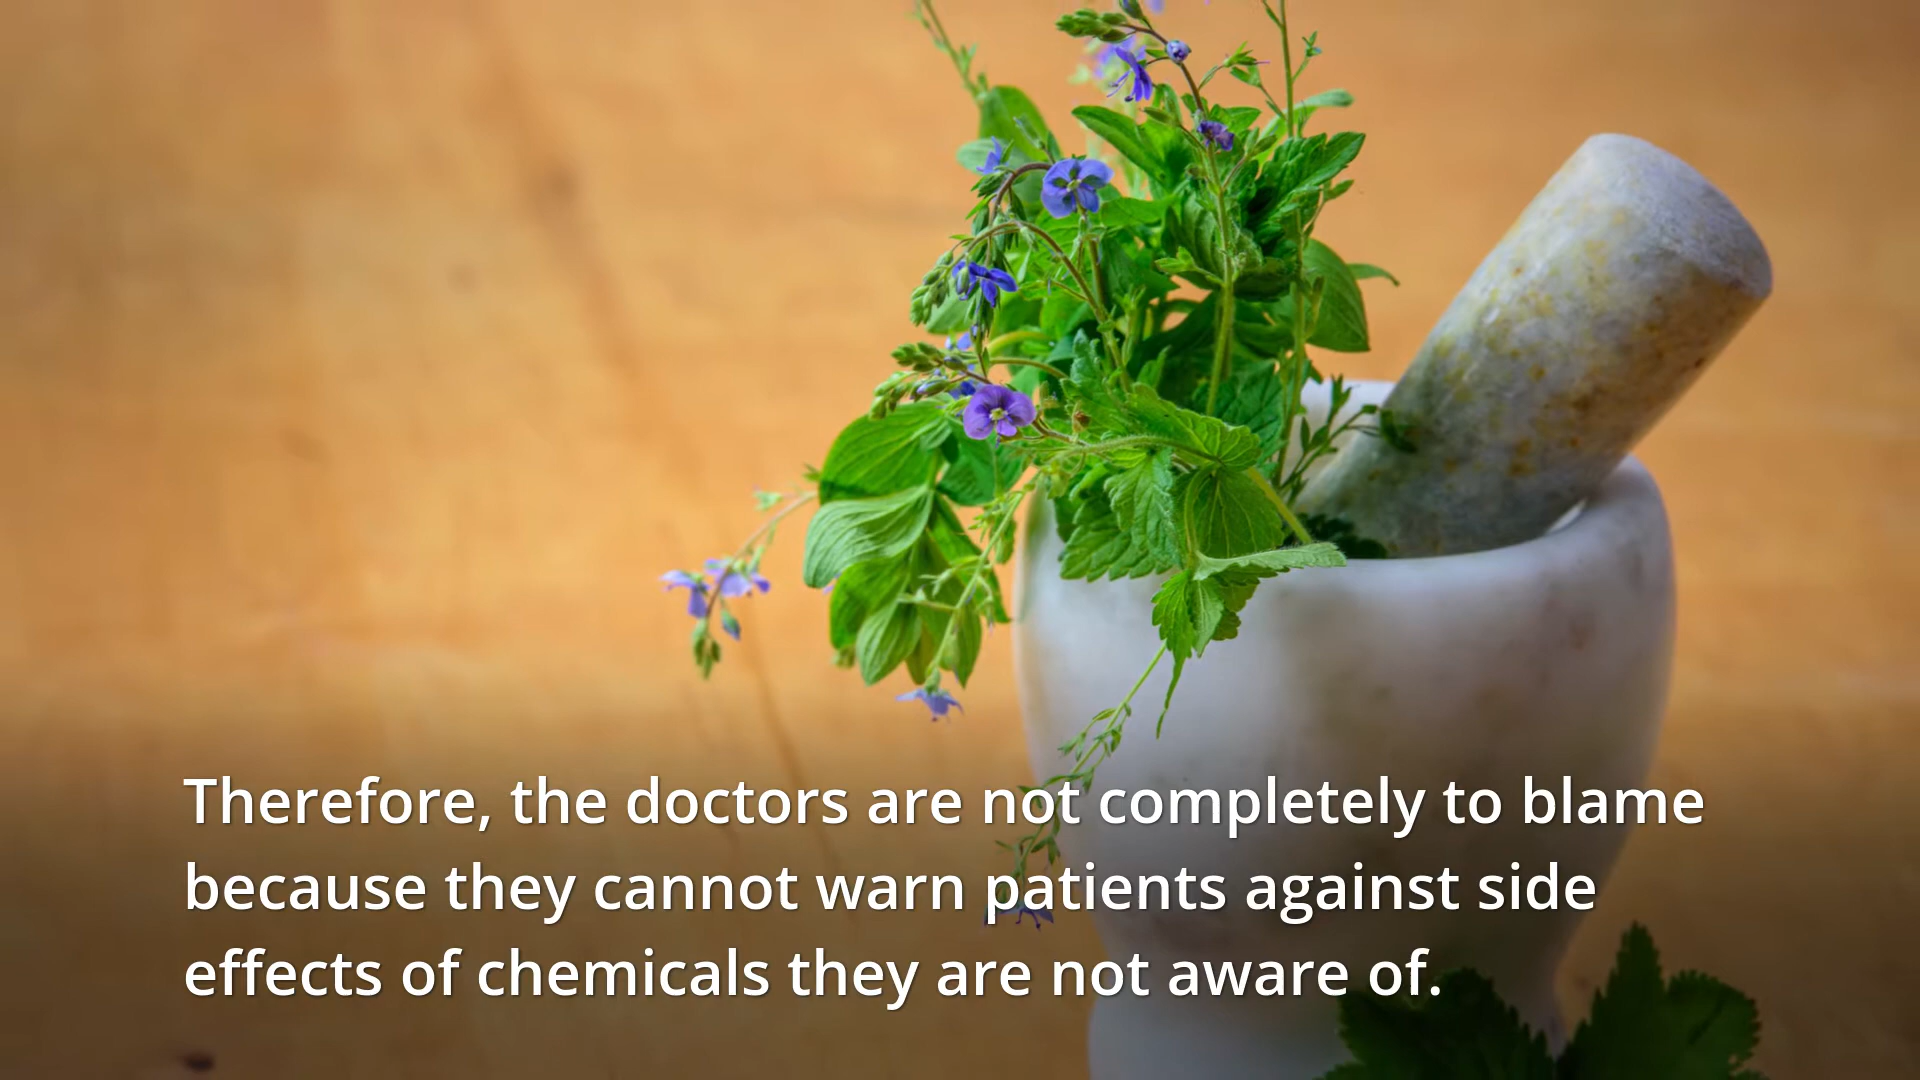 Therefore, the doctors are not completely to blame
because they cannot warn patients against side
effects of chemicals they are not aware of.